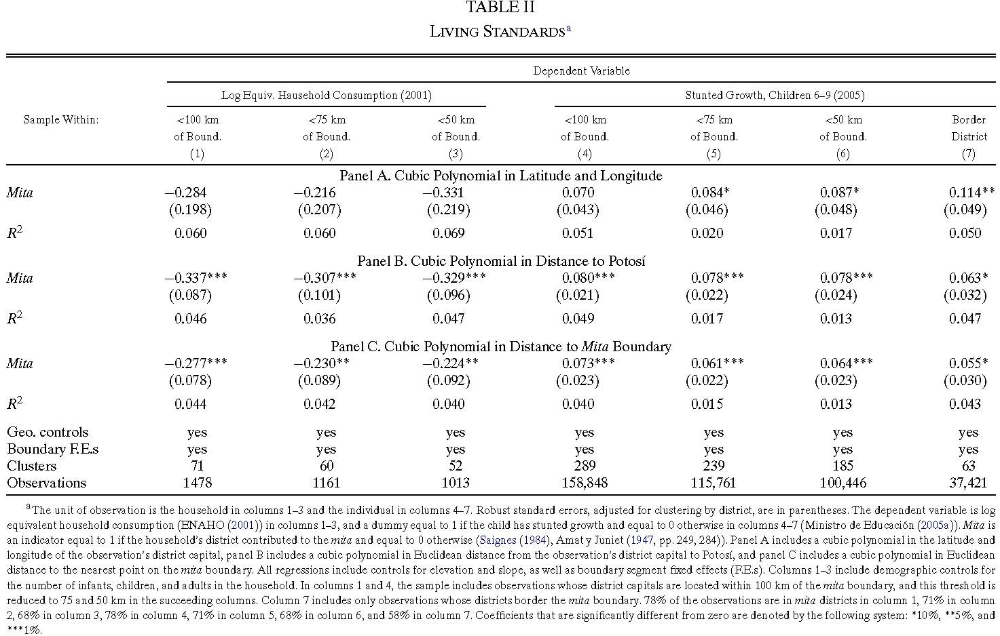 TABLE II
LIVING STANDARDSa
Dependent Variable
Log Equiv. Household Consumption (2001) Stunted Growth, Children 6–9 (2005)
Sample Within: <100 km <75 km <50 km <100 km <75 km <50 km Border
of Bound. of Bound. of Bound. of Bound. of Bound. of Bound. District
(1) (2) (3) (4) (5) (6) (7)
Panel A. Cubic Polynomial in Latitude and Longitude
Mita −0.284 −0.216 −0.331 0.070 0.084* 0.087* 0.114**
(0.198) (0.207) (0.219) (0.043) (0.046) (0.048) (0.049)
R2 0.060 0.060 0.069 0.051 0.020 0.017 0.050
Panel B. Cubic Polynomial in Distance to Potosí
Mita −0.337*** −0.307*** −0.329*** 0.080*** 0.078*** 0.078*** 0.063*
(0.087) (0.101) (0.096) (0.021) (0.022) (0.024) (0.032)
R2 0.046 0.036 0.047 0.049 0.017 0.013 0.047
Panel C. Cubic Polynomial in Distance to Mita Boundary
Mita −0.277*** −0.230** −0.224** 0.073*** 0.061*** 0.064*** 0.055*
(0.078) (0.089) (0.092) (0.023) (0.022) (0.023) (0.030)
R2 0.044 0.042 0.040 0.040 0.015 0.013 0.043
Geo. controls yes yes yes yes yes yes yes
Boundary F.E.s yes yes yes yes yes yes yes
Clusters 71 60 52 289 239 185 63
Observations 1478 1161 1013 158,848 115,761 100,446 37,421
aThe unit of observation is the household in columns 1–3 and the individual in columns 4–7. Robust standard errors, adjusted for clustering by district, are in parentheses. The dependent variable is log
equivalent household consumption (ENAHO (2001)) in columns 1–3, and a dummy equal to 1 if the child has stunted growth and equal to 0 otherwise in columns 4–7 (Ministro de Educación (2005a)). Mita is
an indicator equal to 1 if the household's district contributed to the mita and equal to 0 otherwise (Saignes (1984), Amat y Juniet (1947, pp. 249, 284)). Panel A includes a cubic polynomial in the latitude and
longitude of the observation's district capital, panel B includes a cubic polynomial in Euclidean distance from the observation's district capital to Potosí, and panel C includes a cubic polynomial in Euclidean
distance to the nearest point on the mita boundary. All regressions include controls for elevation and slope, as well as boundary segment fixed effects (F.E.s). Columns 1–3 include demographic controls for
the number of infants, children, and adults in the household. In columns 1 and 4, the sample includes observations whose district capitals are located within 100 km of the mita boundary, and this threshold is
reduced to 75 and 50 km in the succeeding columns. Column 7 includes only observations whose districts border the mita boundary. 78% of the observations are in mita districts in column 1, 71% in column
2, 68% in column 3, 78% in column 4, 71% in column 5, 68% in column 6, and 58% in column 7. Coefficients that are significantly different from zero are denoted by the following system: *10%, **5%, and
***1%.